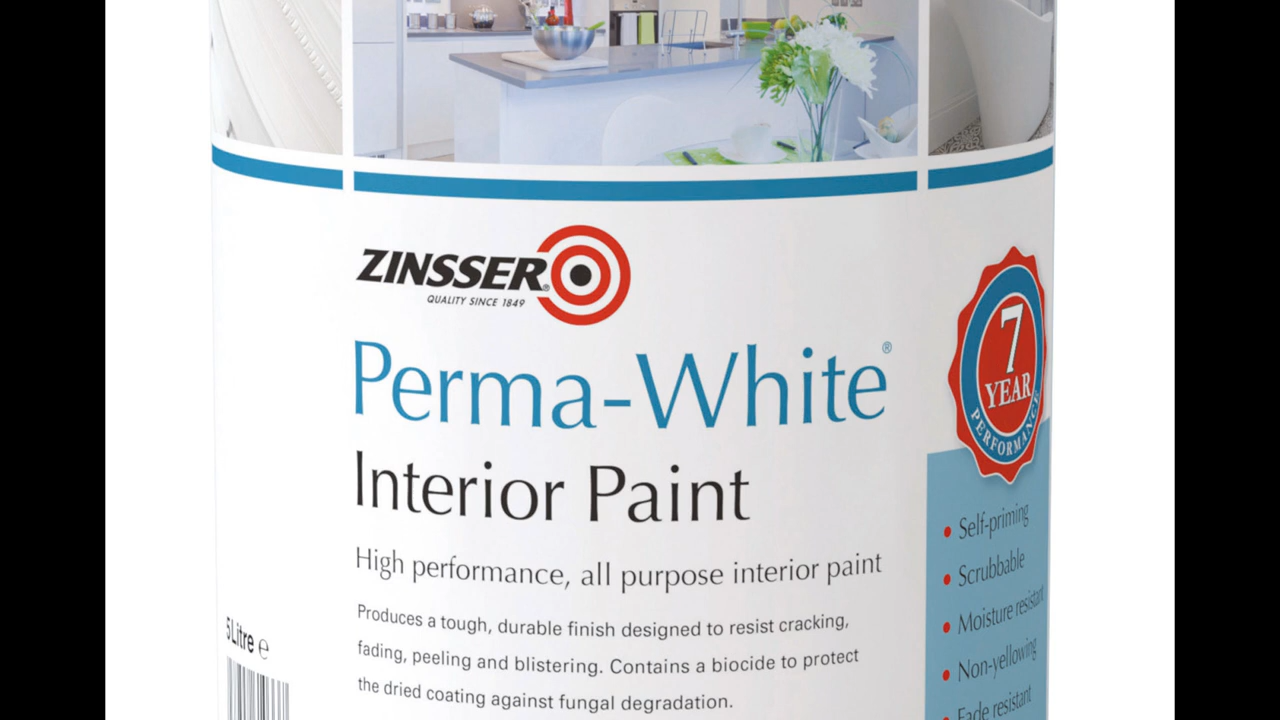 ZINSSER®
QUALITY SINCE 1849
Perma-White®
Interior Paint
High performance, all purpose interior paint
Produces a tough, durable finish designed to resist cracking,
fading, peeling and blistering. Contains a biocide to protect
the dried coating against fungal degradation.
5 Litre ℮
7
YEAR
PERFORMANCE
• Self-priming
• Scrubbable
• Moisture resistant
• Non-yellowing
• Fade resistant